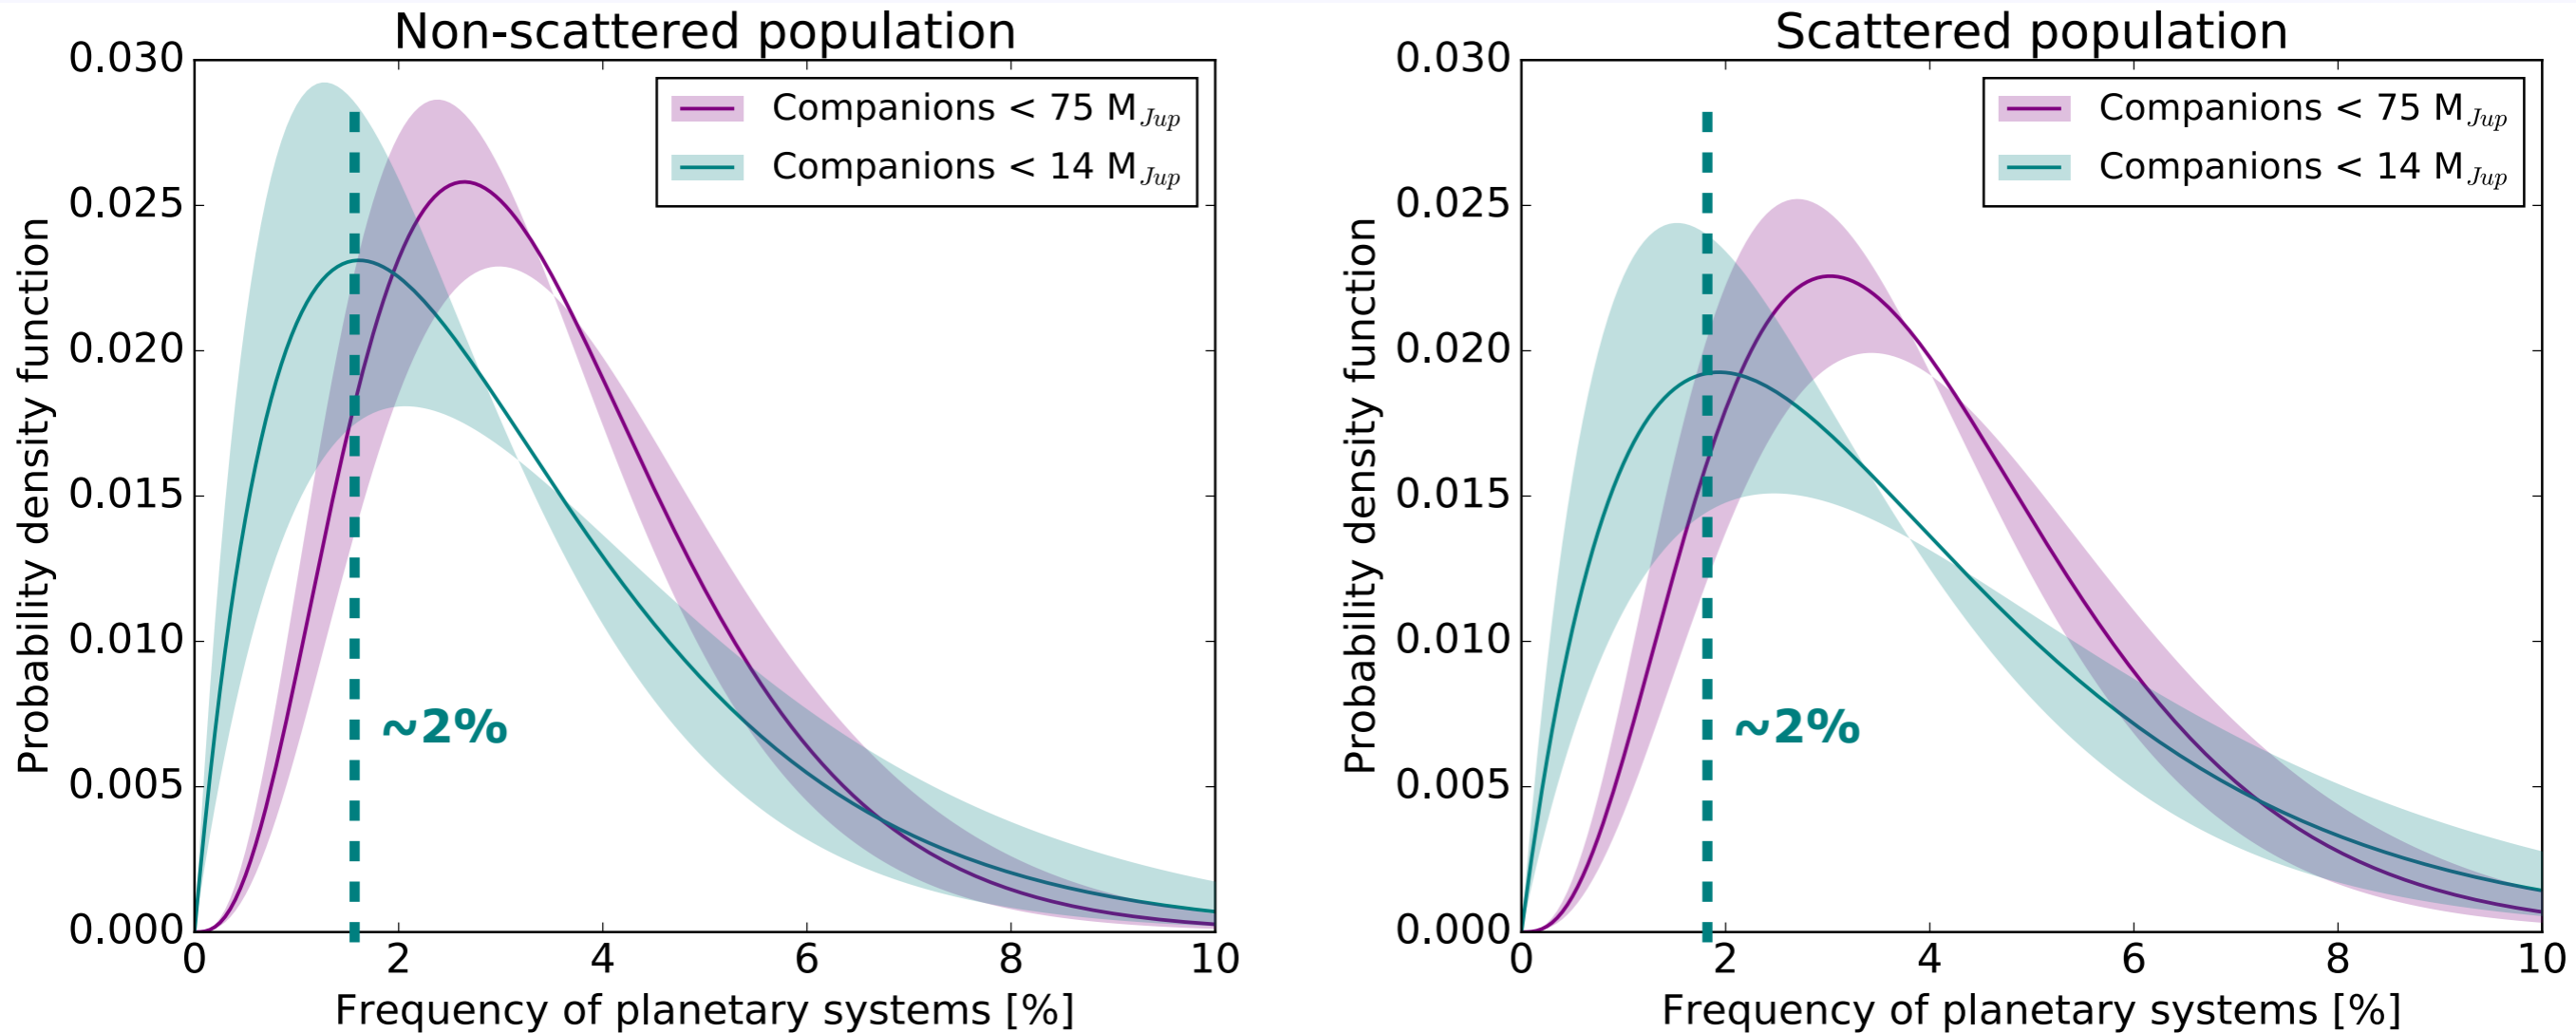 Non-scattered population
0.030
0.025
0.020
0.015
0.010
0.005
0.000
Probability density function
Companions < 75 M_Jup
Companions < 14 M_Jup
~2%
0 2 4 6 8 10
Frequency of planetary systems [%]
Scattered population
0.030
0.025
0.020
0.015
0.010
0.005
0.000
Probability density function
Companions < 75 M_Jup
Companions < 14 M_Jup
~2%
0 2 4 6 8 10
Frequency of planetary systems [%]